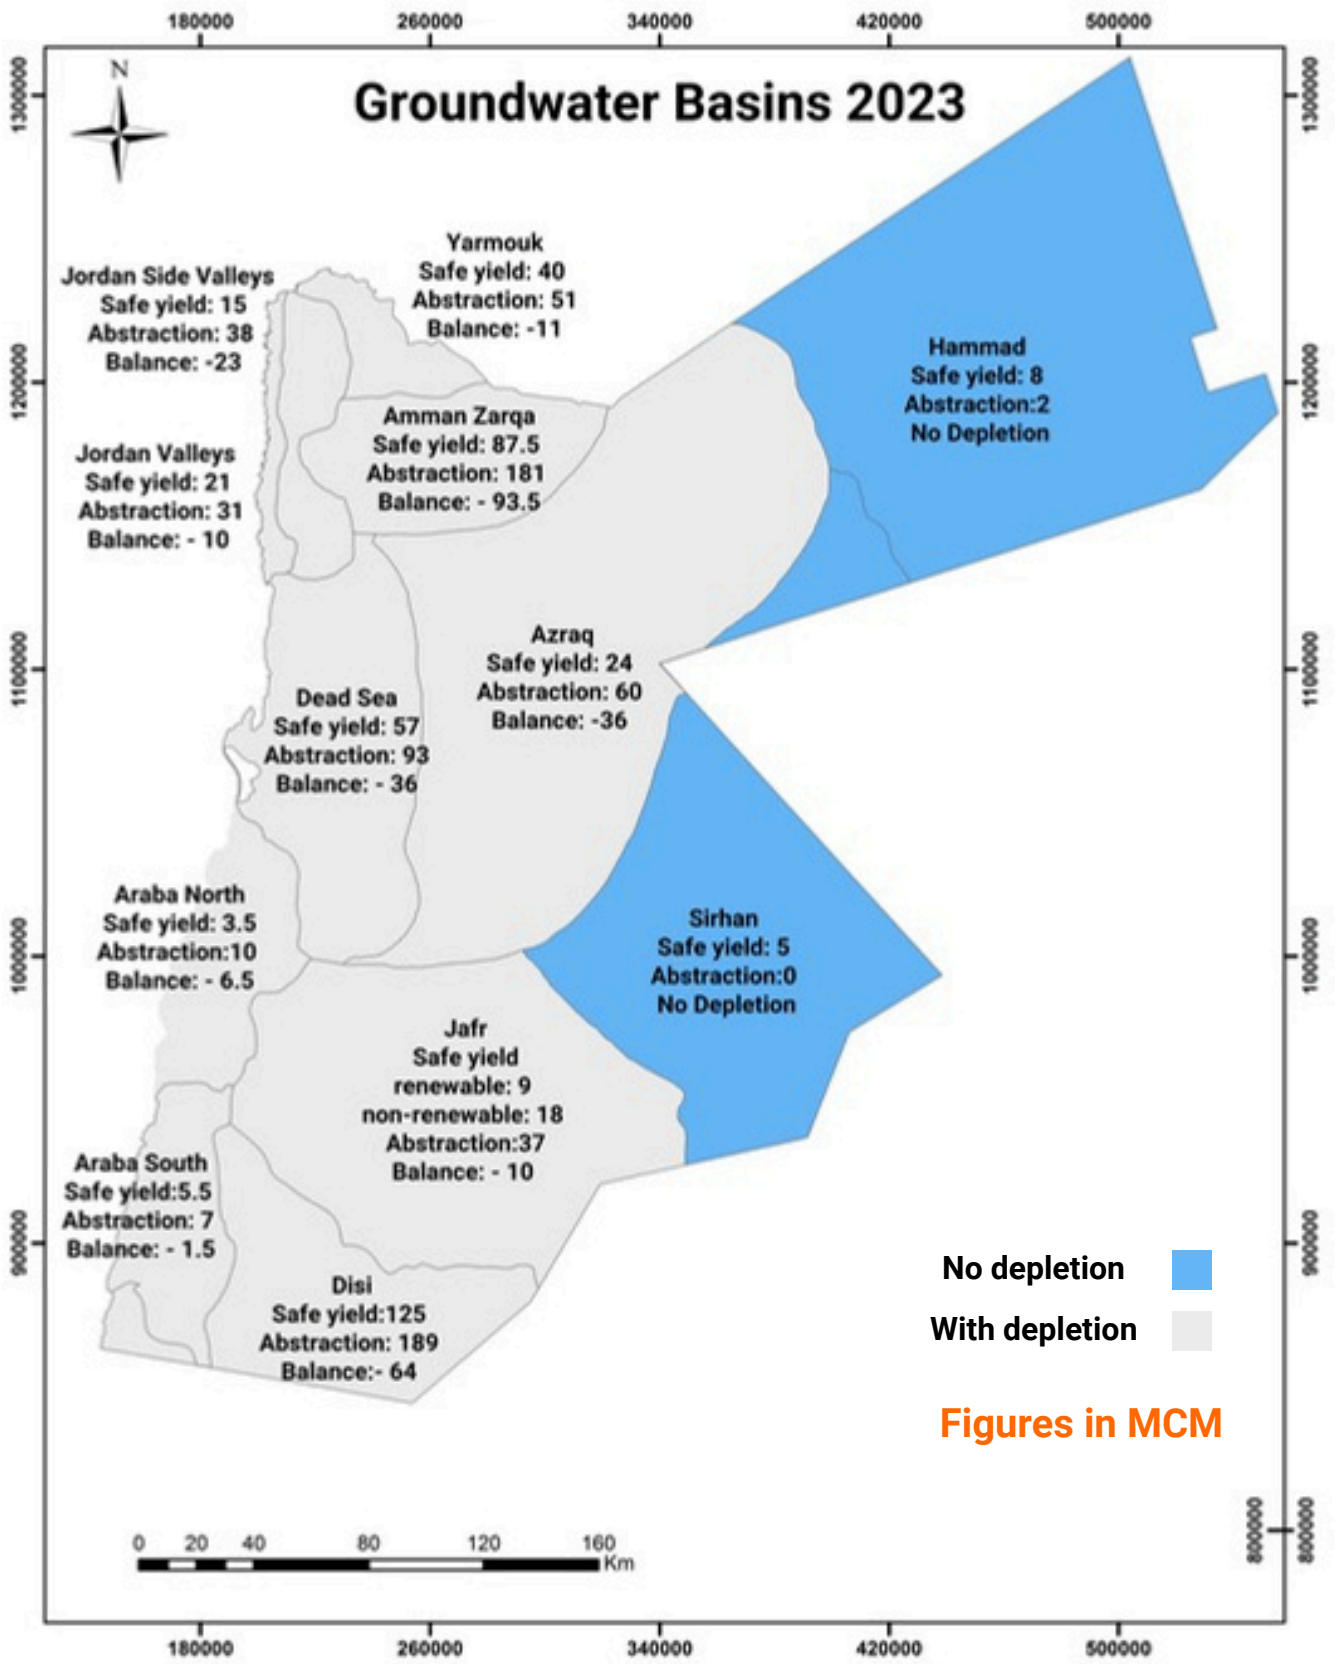 180000 260000 340000 420000 500000
Groundwater Basins 2023
N
1300000
1300000
Yarmouk
Safe yield: 40
Abstraction: 51
Balance: -11
Jordan Side Valleys
Safe yield: 15
Abstraction: 38
Balance: -23
Hammad
Safe yield: 8
Abstraction:2
No Depletion
1200000
1200000
Amman Zarqa
Safe yield: 87.5
Abstraction: 181
Balance: - 93.5
Jordan Valleys
Safe yield: 21
Abstraction: 31
Balance: - 10
Azraq
Safe yield: 24
Abstraction: 60
Balance: -36
1100000
1100000
Dead Sea
Safe yield: 57
Abstraction: 93
Balance: - 36
Araba North
Safe yield: 3.5
Abstraction:10
Balance: - 6.5
Sirhan
Safe yield: 5
Abstraction:0
No Depletion
1000000
1000000
Jafr
Safe yield
renewable: 9
non-renewable: 18
Abstraction:37
Balance: - 10
Araba South
Safe yield:5.5
Abstraction: 7
Balance: - 1.5
900000
900000
Disi
Safe yield:125
Abstraction: 189
Balance:- 64
No depletion
With depletion
Figures in MCM
800000
800000
0 20 40 80 120 160
Km
180000 260000 340000 420000 500000